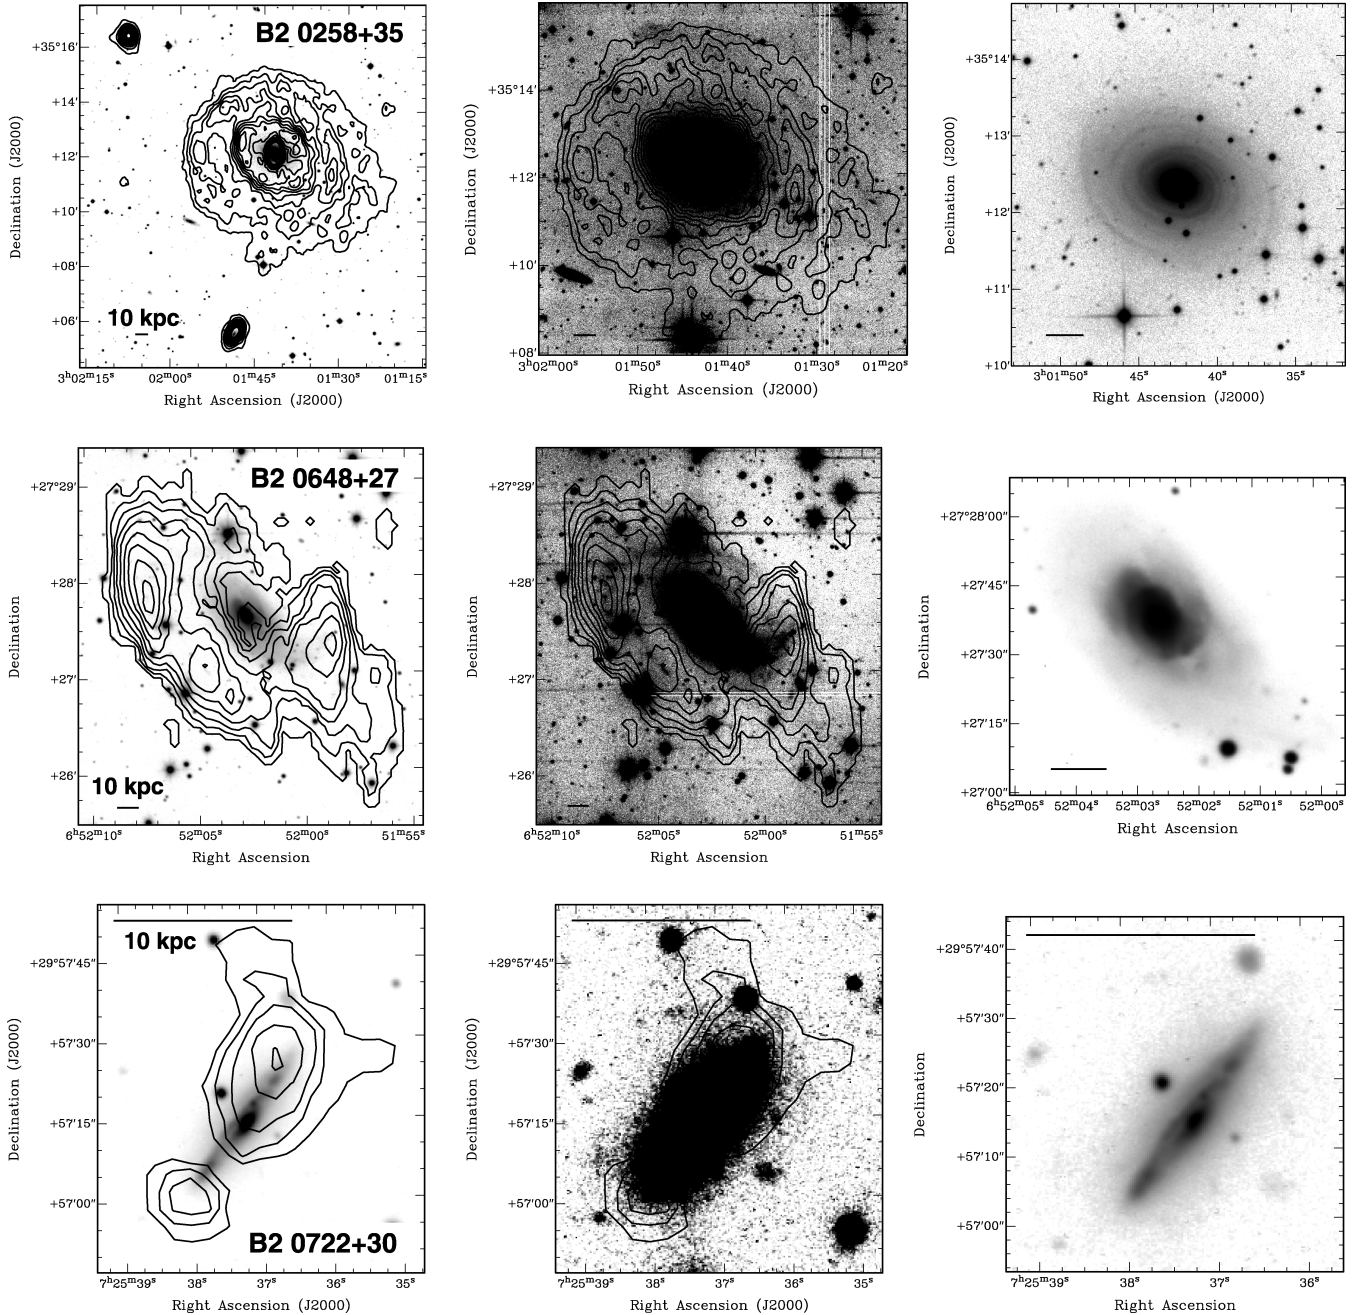 B2 0258+35
+35°16′
+14′
+12′
+10′
+08′
+06′
Declination (J2000)
10 kpc
3ʰ02ᵐ15ˢ
02ᵐ00ˢ
01ᵐ45ˢ
01ᵐ30ˢ
01ᵐ15ˢ
Right Ascension (J2000)
+35°14′
+12′
+10′
+08′
Declination (J2000)
3ʰ02ᵐ00ˢ
01ᵐ50ˢ
01ᵐ40ˢ
01ᵐ30ˢ
01ᵐ20ˢ
Right Ascension (J2000)
+35°14′
+13′
+12′
+11′
+10′
Declination (J2000)
3ʰ01ᵐ50ˢ
45ˢ
40ˢ
35ˢ
Right Ascension (J2000)
B2 0648+27
+27°29′
+28′
+27′
+26′
Declination
10 kpc
6ʰ52ᵐ10ˢ
52ᵐ05ˢ
52ᵐ00ˢ
51ᵐ55ˢ
Right Ascension
+27°29′
+28′
+27′
+26′
Declination
6ʰ52ᵐ10ˢ
52ᵐ05ˢ
52ᵐ00ˢ
51ᵐ55ˢ
Right Ascension
+27°28′00″
+27′45″
+27′30″
+27′15″
+27′00″
Declination
6ʰ52ᵐ05ˢ
52ᵐ04ˢ
52ᵐ03ˢ
52ᵐ02ˢ
52ᵐ01ˢ
52ᵐ00ˢ
Right Ascension
10 kpc
+29°57′45″
+57′30″
+57′15″
+57′00″
Declination (J2000)
B2 0722+30
7ʰ25ᵐ39ˢ
38ˢ
37ˢ
36ˢ
35ˢ
Right Ascension (J2000)
+29°57′45″
+57′30″
+57′15″
+57′00″
Declination (J2000)
7ʰ25ᵐ39ˢ
38ˢ
37ˢ
36ˢ
35ˢ
Right Ascension (J2000)
+29°57′40″
+57′30″
+57′20″
+57′10″
+57′00″
Declination
7ʰ25ᵐ39ˢ
38ˢ
37ˢ
36ˢ
Right Ascension